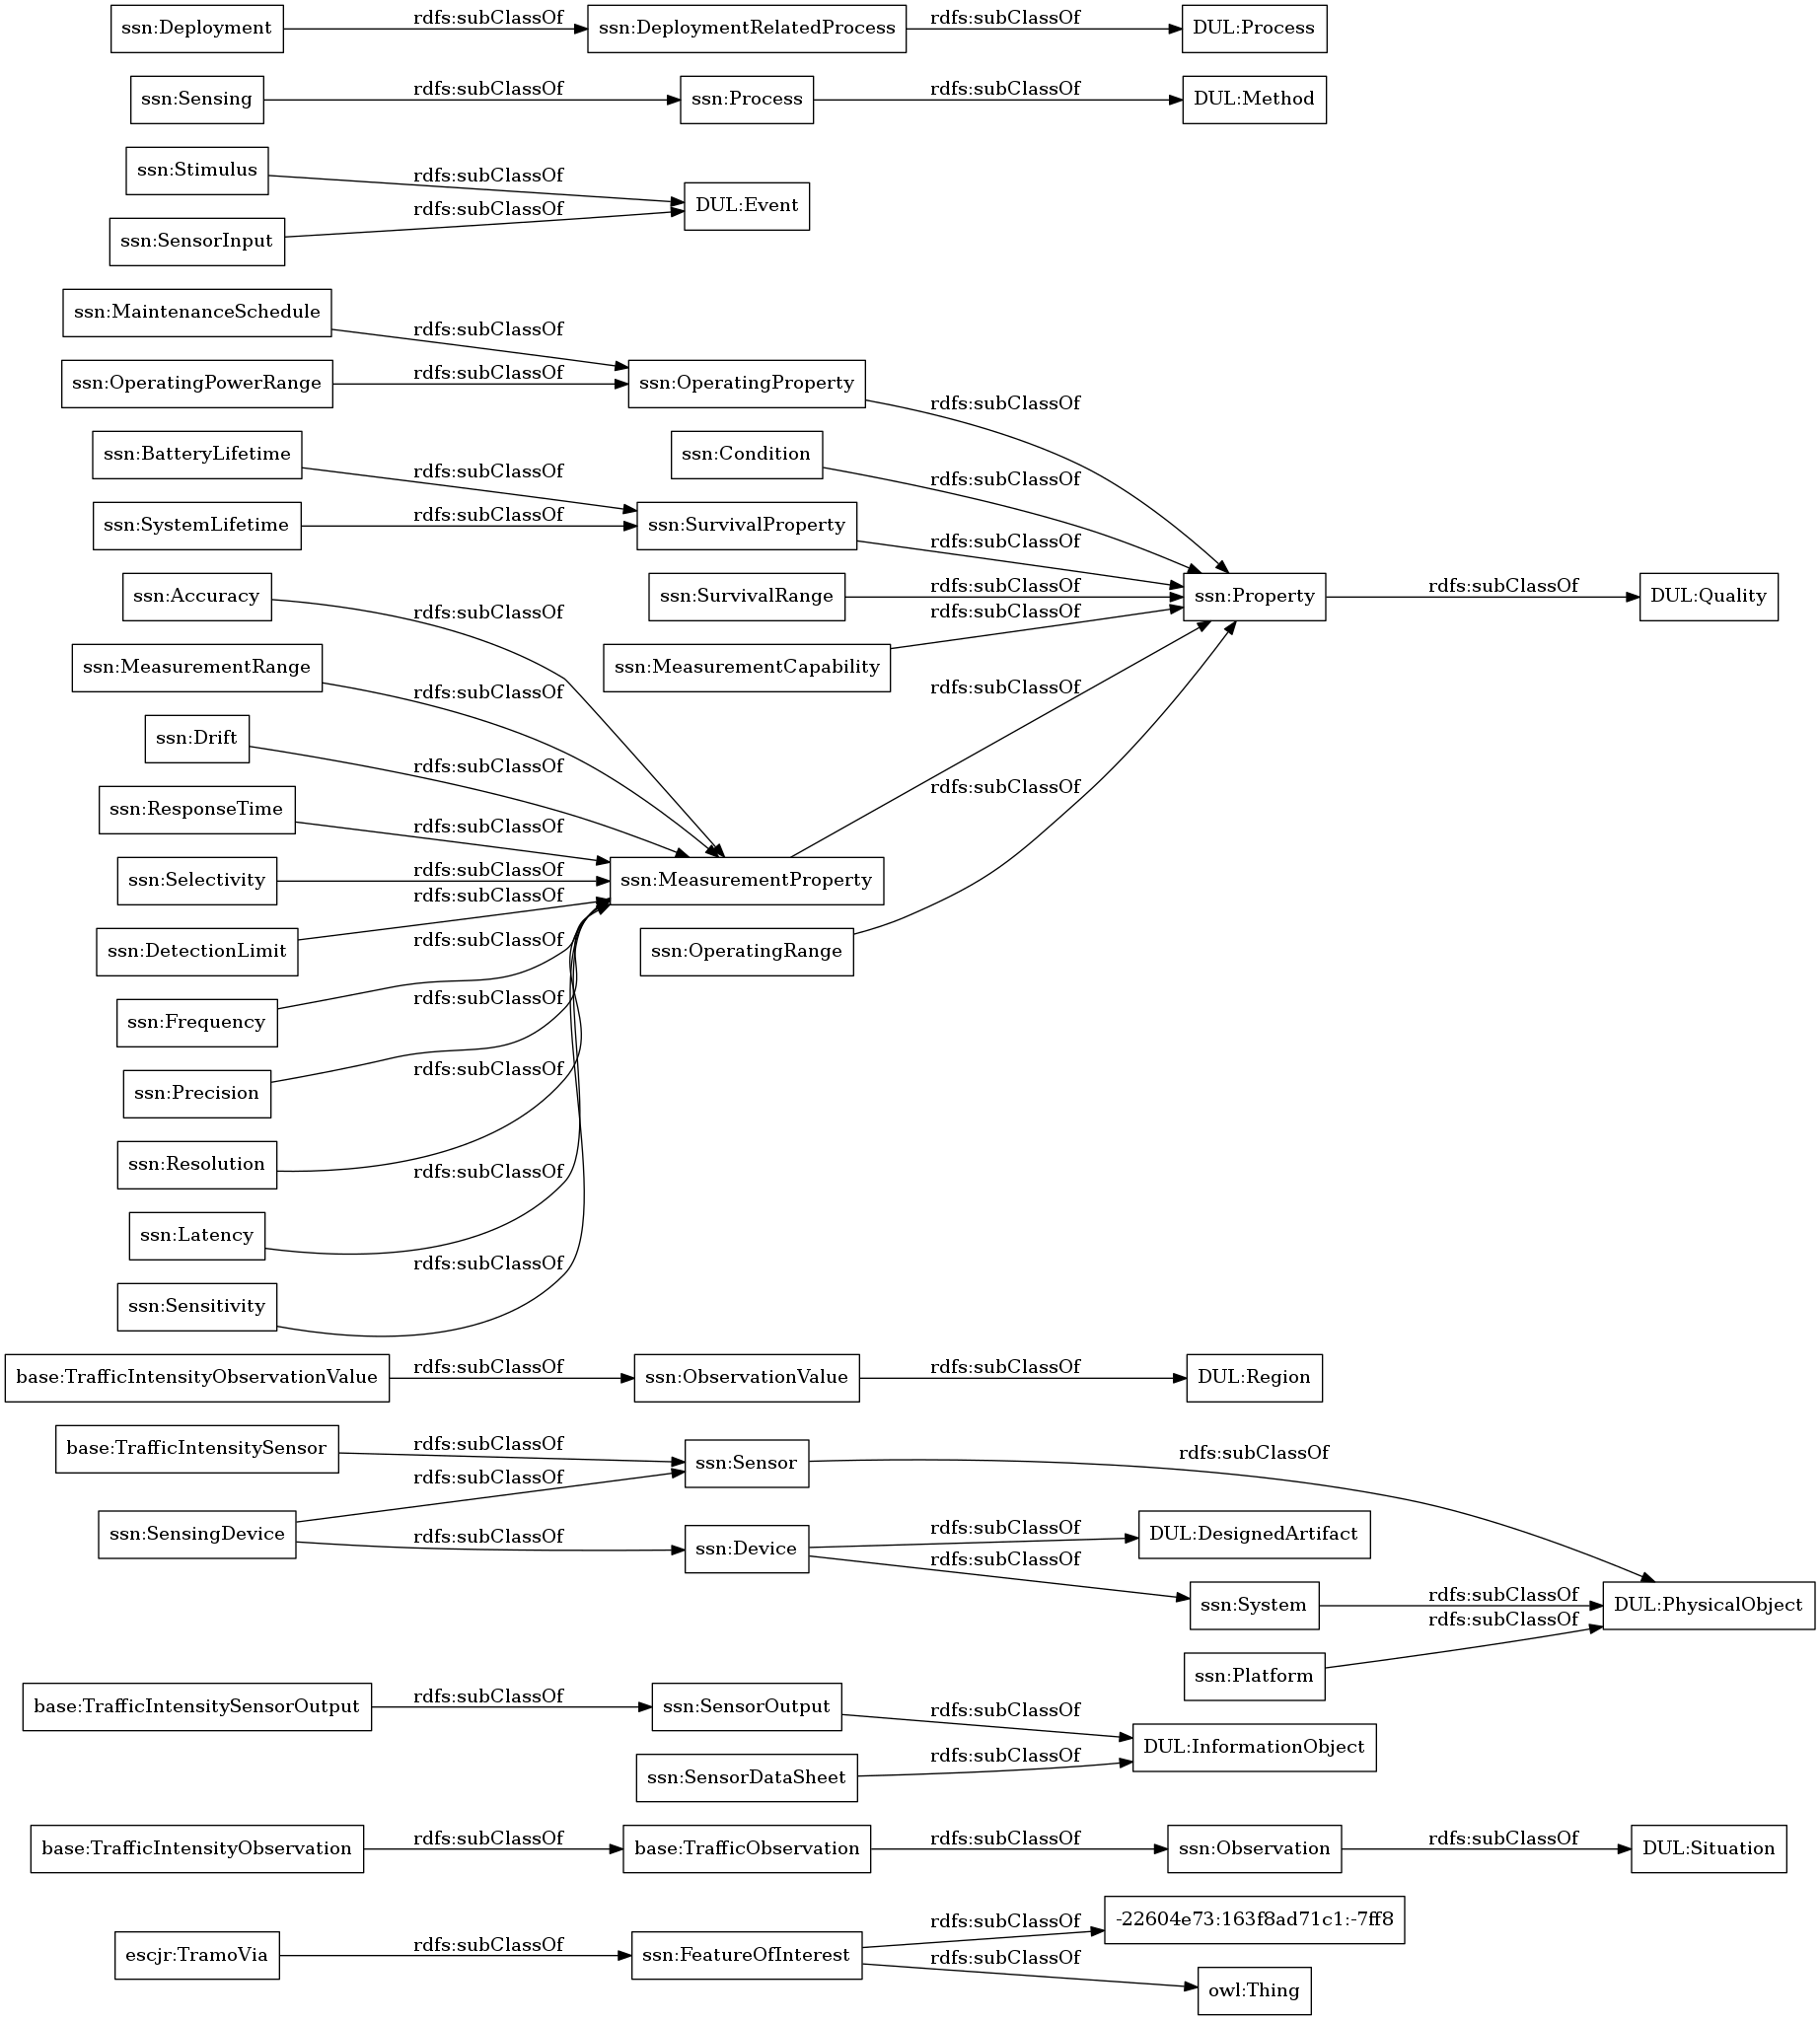 ssn:Deployment rdfs:subClassOf ssn:DeploymentRelatedProcess rdfs:subClassOf DUL:Process
ssn:Sensing rdfs:subClassOf ssn:Process rdfs:subClassOf DUL:Method
ssn:Stimulus rdfs:subClassOf
DUL:Event
ssn:SensorInput rdfs:subClassOf
ssn:MaintenanceSchedule rdfs:subClassOf
ssn:OperatingPowerRange rdfs:subClassOf ssn:OperatingProperty rdfs:subClassOf
ssn:BatteryLifetime rdfs:subClassOf ssn:Condition rdfs:subClassOf
ssn:SystemLifetime rdfs:subClassOf ssn:SurvivalProperty rdfs:subClassOf
ssn:Accuracy rdfs:subClassOf ssn:SurvivalRange rdfs:subClassOf ssn:Property rdfs:subClassOf DUL:Quality
ssn:MeasurementRange rdfs:subClassOf ssn:MeasurementCapability rdfs:subClassOf
rdfs:subClassOf
ssn:Drift rdfs:subClassOf
rdfs:subClassOf
ssn:ResponseTime rdfs:subClassOf
ssn:Selectivity rdfs:subClassOf ssn:MeasurementProperty
ssn:DetectionLimit rdfs:subClassOf ssn:OperatingRange
ssn:Frequency rdfs:subClassOf
ssn:Precision rdfs:subClassOf
ssn:Resolution rdfs:subClassOf
ssn:Latency rdfs:subClassOf
ssn:Sensitivity rdfs:subClassOf
base:TrafficIntensityObservationValue rdfs:subClassOf ssn:ObservationValue rdfs:subClassOf DUL:Region
base:TrafficIntensitySensor rdfs:subClassOf ssn:Sensor rdfs:subClassOf
rdfs:subClassOf
ssn:SensingDevice rdfs:subClassOf ssn:Device rdfs:subClassOf DUL:DesignedArtifact
rdfs:subClassOf ssn:System rdfs:subClassOf DUL:PhysicalObject
ssn:Platform rdfs:subClassOf
base:TrafficIntensitySensorOutput rdfs:subClassOf ssn:SensorOutput rdfs:subClassOf
DUL:InformationObject
ssn:SensorDataSheet rdfs:subClassOf
base:TrafficIntensityObservation rdfs:subClassOf base:TrafficObservation rdfs:subClassOf ssn:Observation rdfs:subClassOf DUL:Situation
rdfs:subClassOf -22604e73:163f8ad71c1:-7ff8
escjr:TramoVia rdfs:subClassOf ssn:FeatureOfInterest
rdfs:subClassOf owl:Thing